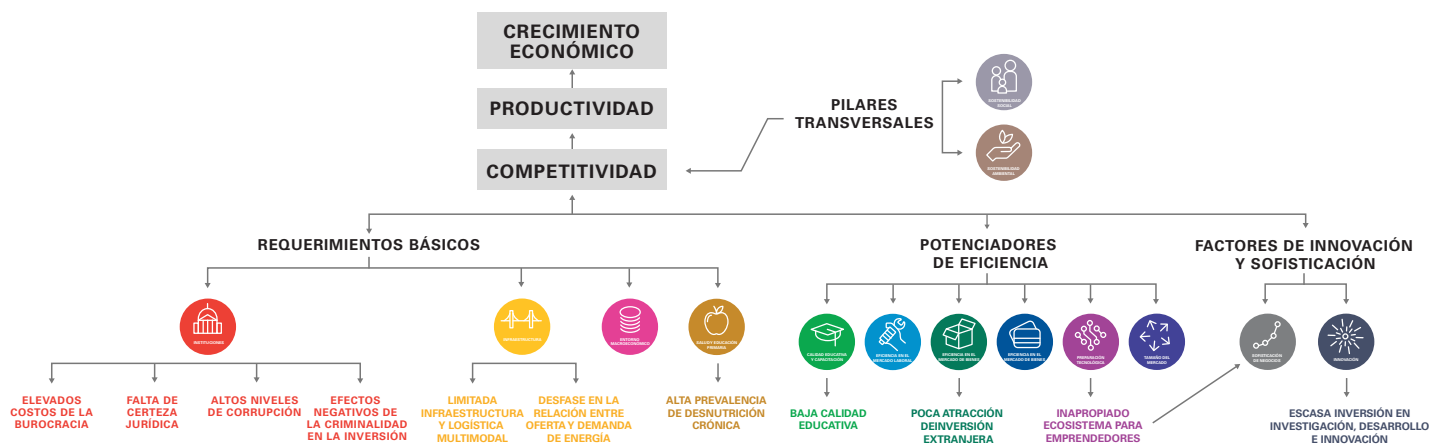 CRECIMIENTO
ECONÓMICO
PRODUCTIVIDAD
COMPETITIVIDAD
PILARES
TRANSVERSALES
SOSTENIBILIDAD
SOCIAL
SOSTENIBILIDAD
AMBIENTAL
REQUERIMIENTOS BÁSICOS
POTENCIADORES
DE EFICIENCIA
FACTORES DE INNOVACIÓN
Y SOFISTICACIÓN
INSTITUCIONES
INFRAESTRUCTURA
ENTORNO
MACROECONÓMICO
SALUD Y EDUCACIÓN
PRIMARIA
CALIDAD EDUCATIVA
Y CAPACITACIÓN
EFICIENCIA EN EL
MERCADO LABORAL
EFICIENCIA EN EL
MERCADO DE BIENES
EFICIENCIA EN EL
MERCADO DE BIENES
PREPARACIÓN
TECNOLÓGICA
TAMAÑO DEL
MERCADO
SOFISTICACIÓN
DE NEGOCIOS
INNOVACIÓN
ELEVADOS
COSTOS DE LA
BUROCRACIA
FALTA DE
CERTEZA
JURÍDICA
ALTOS NIVELES
DE CORRUPCIÓN
EFECTOS
NEGATIVOS DE
LA CRIMINALIDAD
EN LA INVERSIÓN
LIMITADA
INFRAESTRUCTURA
Y LOGÍSTICA
MULTIMODAL
DESFASE EN LA
RELACIÓN ENTRE
OFERTA Y DEMANDA
DE ENERGÍA
ALTA PREVALENCIA
DE DESNUTRICIÓN
CRÓNICA
BAJA CALIDAD
EDUCATIVA
POCA ATRACCIÓN
DEINVERSIÓN
EXTRANJERA
INAPROPIADO
ECOSISTEMA PARA
EMPRENDEDORES
ESCASA INVERSIÓN EN
INVESTIGACIÓN, DESARROLLO
E INNOVACIÓN